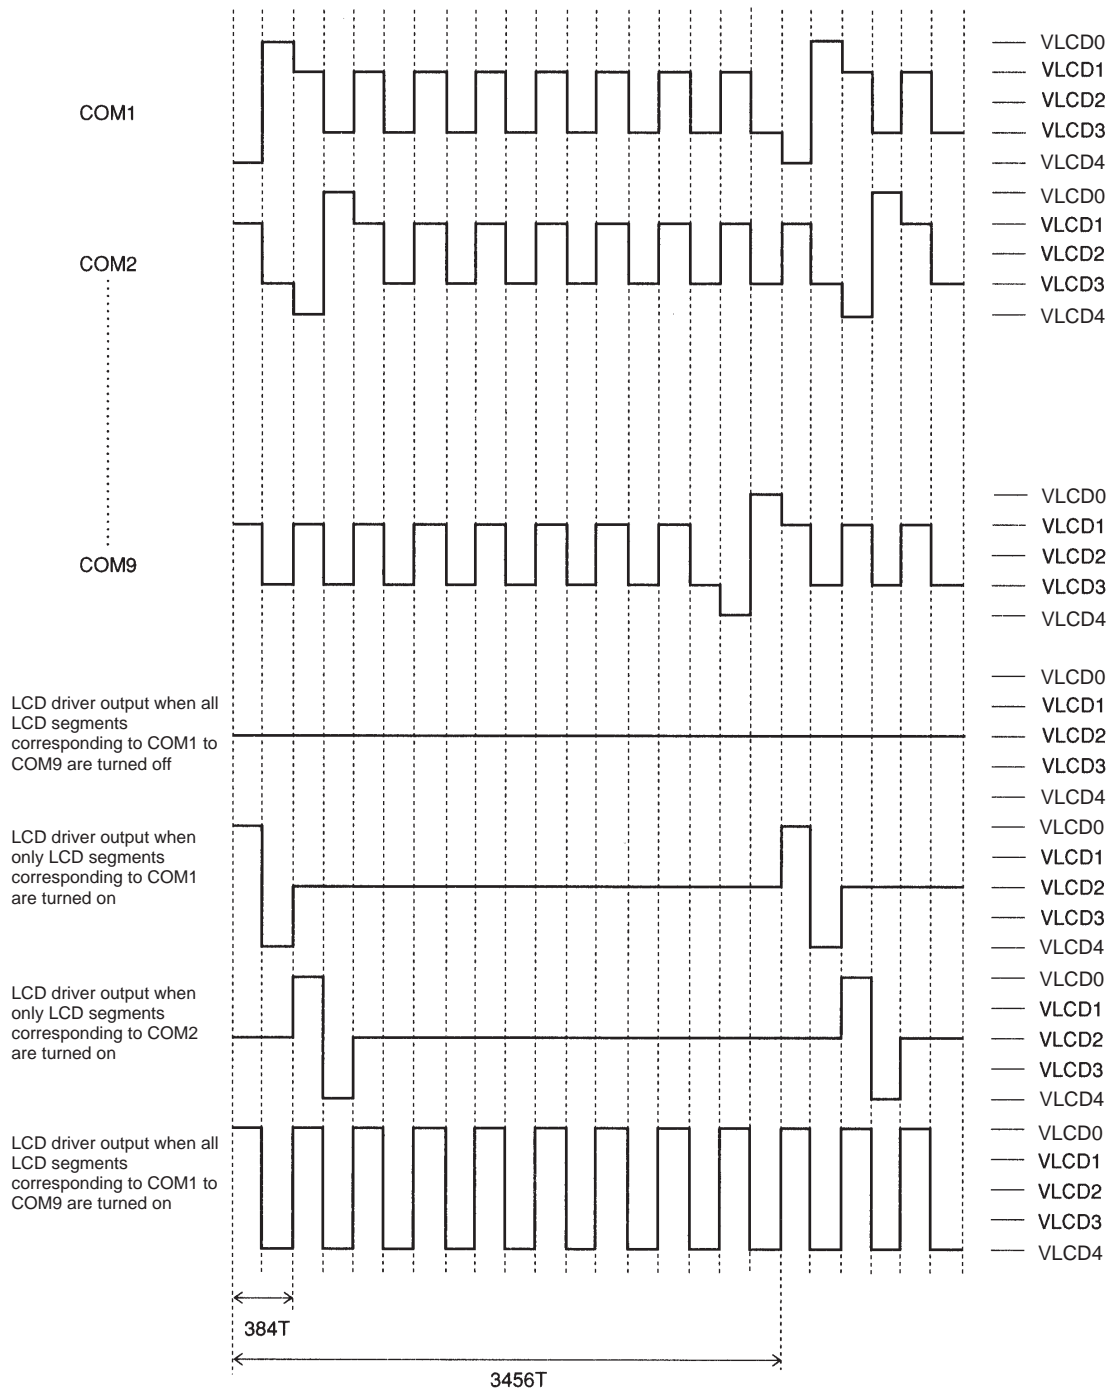 VLCD0
VLCD1
COM1
VLCD2
VLCD3
VLCD4
VLCD0
VLCD1
COM2
VLCD2
VLCD3
VLCD4
VLCD0
VLCD1
COM9
VLCD2
VLCD3
VLCD4
LCD driver output when all
LCD segments
corresponding to COM1 to
COM9 are turned off
VLCD0
VLCD1
VLCD2
VLCD3
VLCD4
LCD driver output when
only LCD segments
corresponding to COM1
are turned on
VLCD0
VLCD1
VLCD2
VLCD3
VLCD4
LCD driver output when
only LCD segments
corresponding to COM2
are turned on
VLCD0
VLCD1
VLCD2
VLCD3
VLCD4
LCD driver output when all
LCD segments
corresponding to COM1 to
COM9 are turned on
VLCD0
VLCD1
VLCD2
VLCD3
VLCD4
384T
3456T